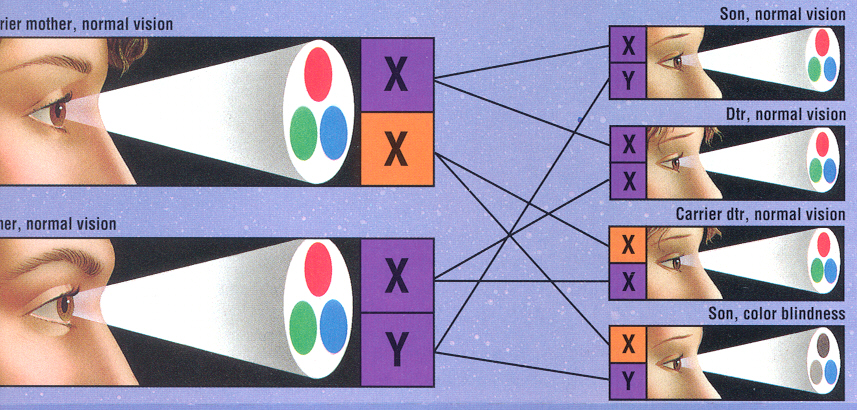 rier mother, normal vision
X
X
her, normal vision
X
Y
Son, normal vision
X
Y
Dtr, normal vision
X
X
Carrier dtr, normal vision
X
X
Son, color blindness
X
Y